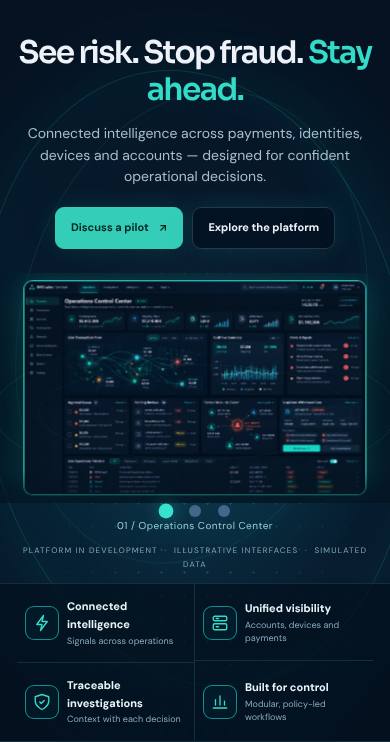 See risk. Stop fraud. Stay
ahead.
Connected intelligence across payments, identities,
devices and accounts — designed for confident
operational decisions.
Discuss a pilot ↗
Explore the platform
Operations Control Center
01 / Operations Control Center
PLATFORM IN DEVELOPMENT · ILLUSTRATIVE INTERFACES · SIMULATED
DATA
Connected
intelligence
Signals across operations
Unified visibility
Accounts, devices and
payments
Traceable
investigations
Context with each decision
Built for control
Modular, policy-led
workflows